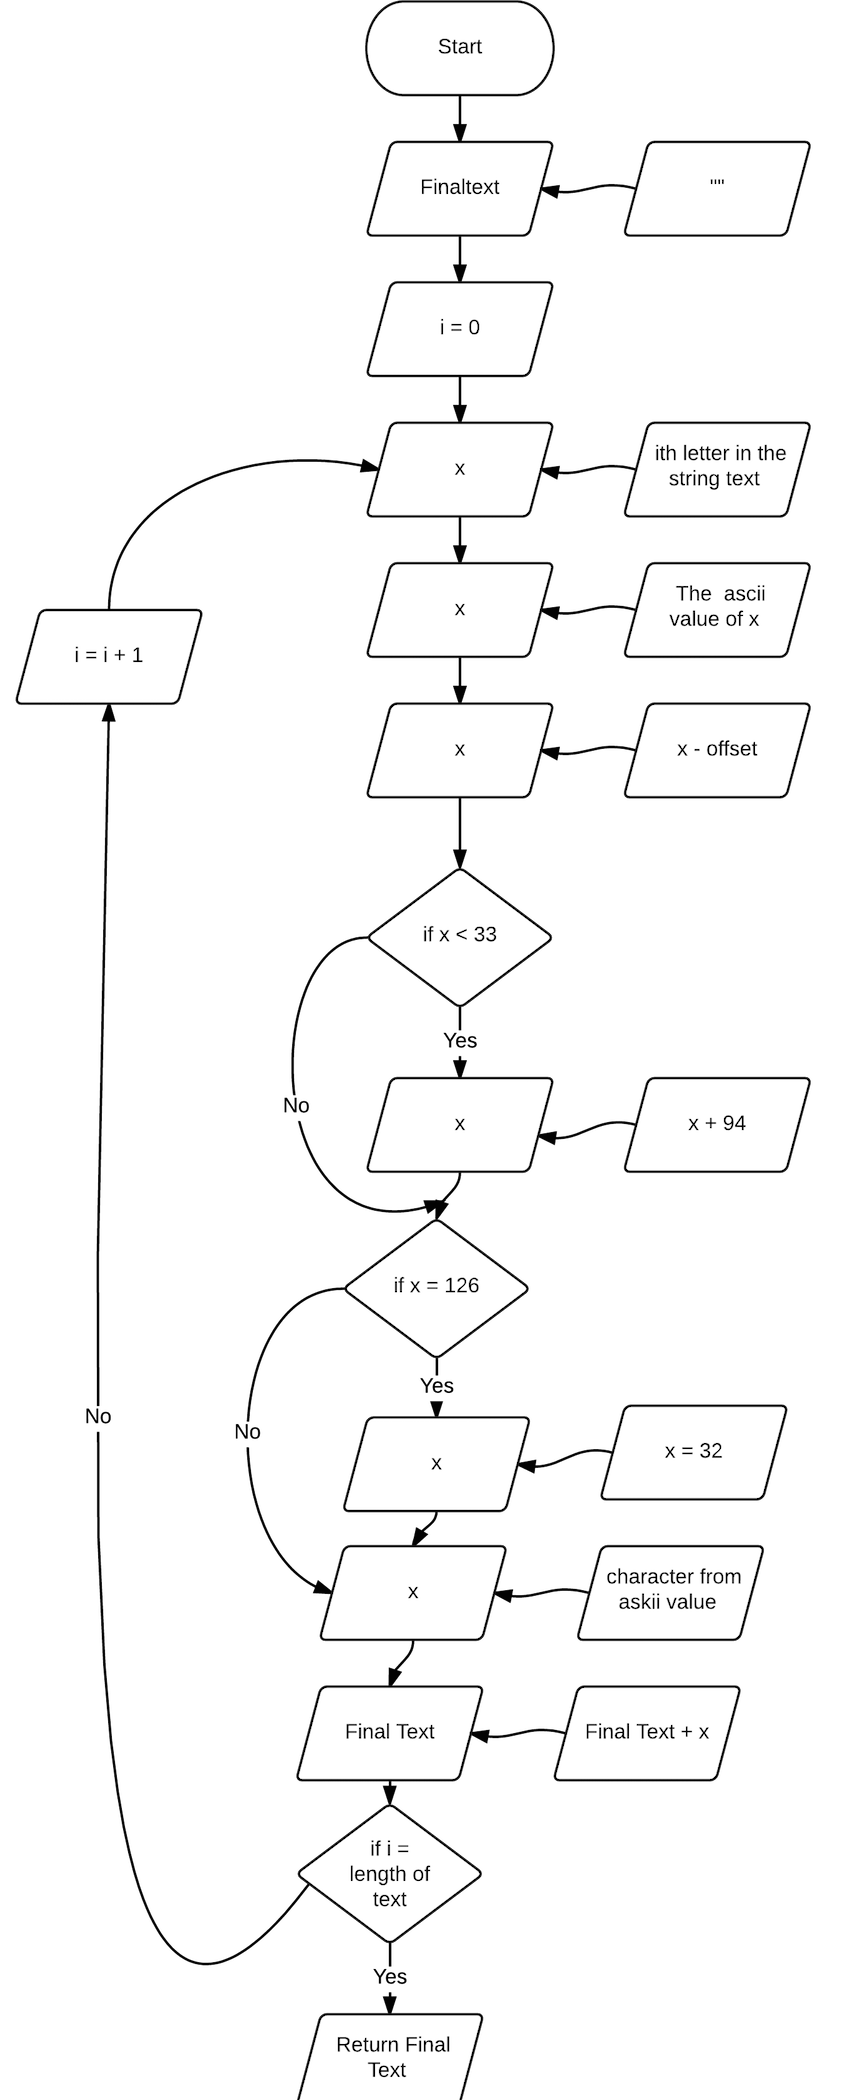 Start
Finaltext
""
i = 0
x
ith letter in the
string text
x
The  ascii
value of x
i = i + 1
x
x - offset
if x < 33
Yes
No
x
x + 94
if x = 126
Yes
No
No
x
x = 32
x
character from
askii value
Final Text
Final Text + x
if i =
length of
text
Yes
Return Final
Text